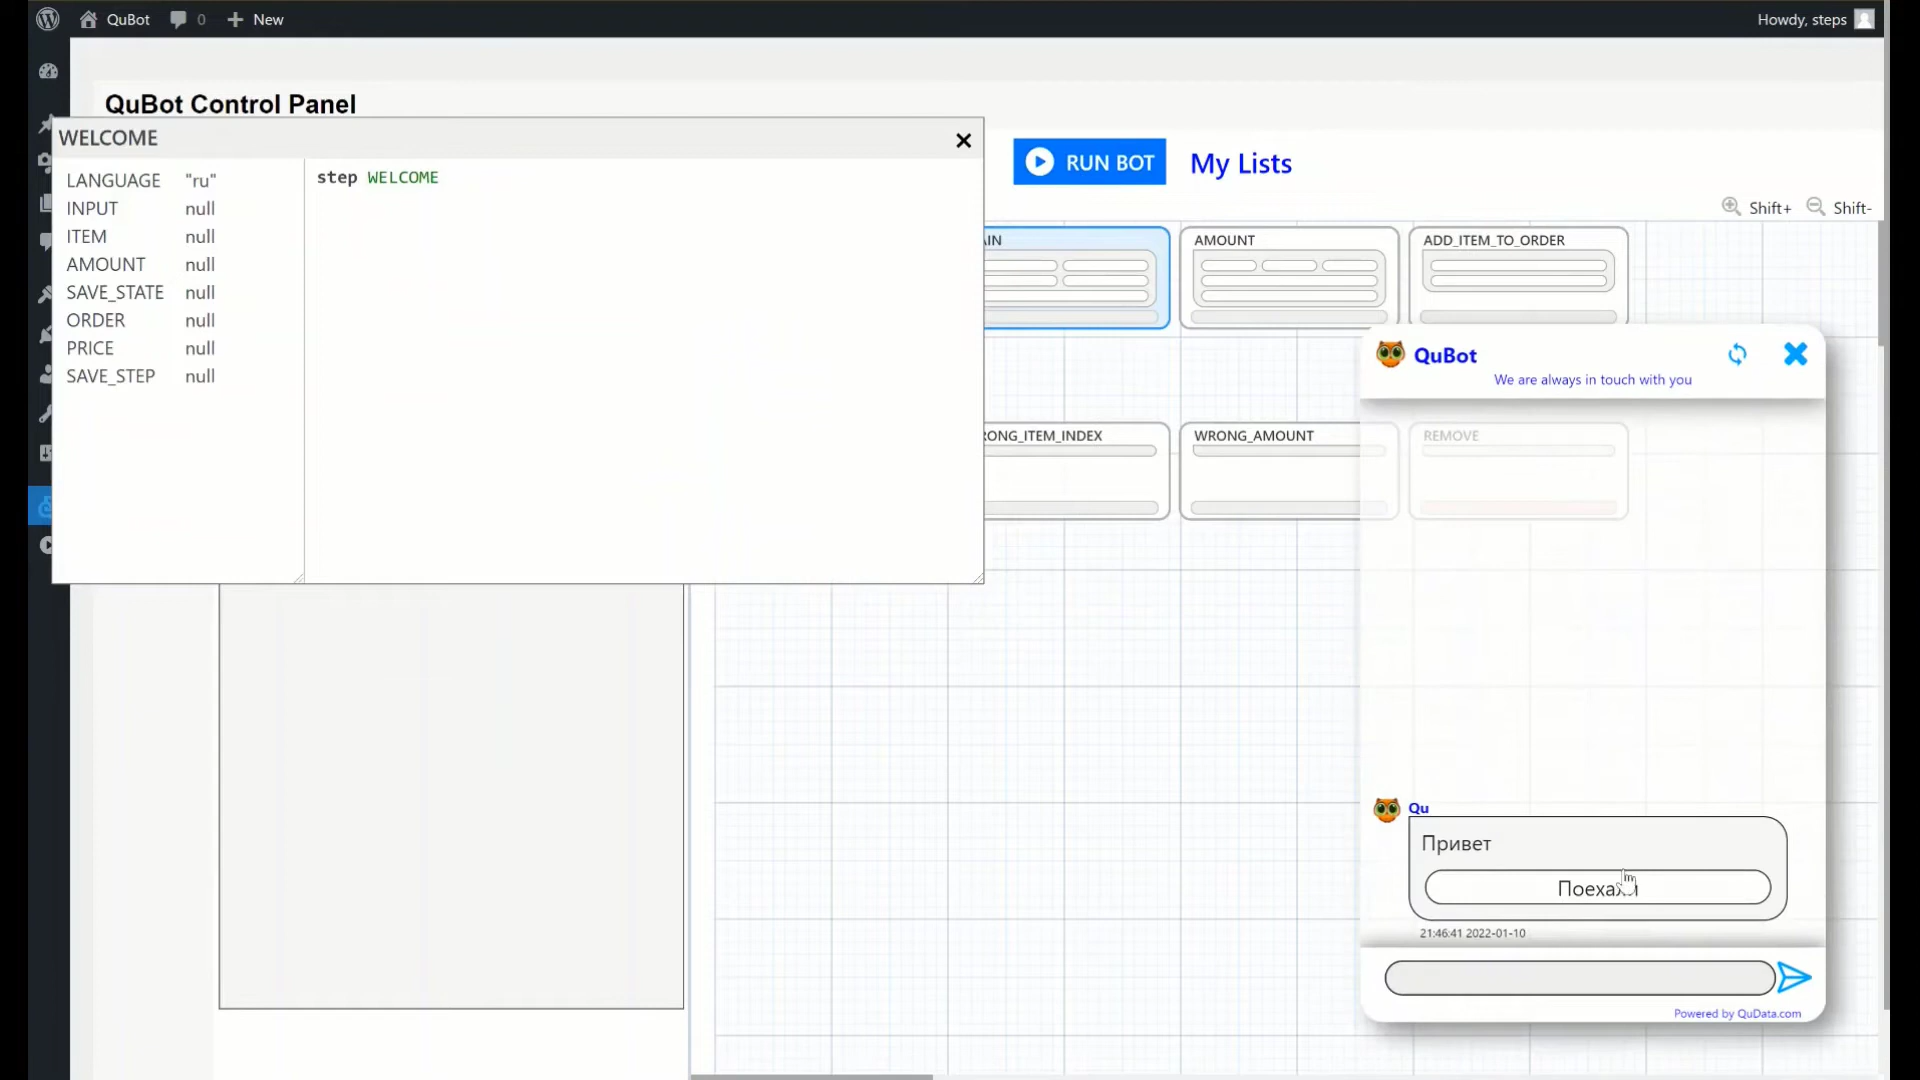 QuBot 0 New Howdy, steps
QuBot Control Panel
WELCOME
LANGUAGE "ru"
INPUT null
ITEM null
AMOUNT null
SAVE_STATE null
ORDER null
PRICE null
SAVE_STEP null
step WELCOME
RUN BOT My Lists
Shift+ Shift-
AMOUNT ADD_ITEM_TO_ORDER
WRONG_AMOUNT REMOVE
QuBot
We are always in touch with you
Qu
Привет
Поехали
21:46:41 2022-01-10
Powered by QuData.com